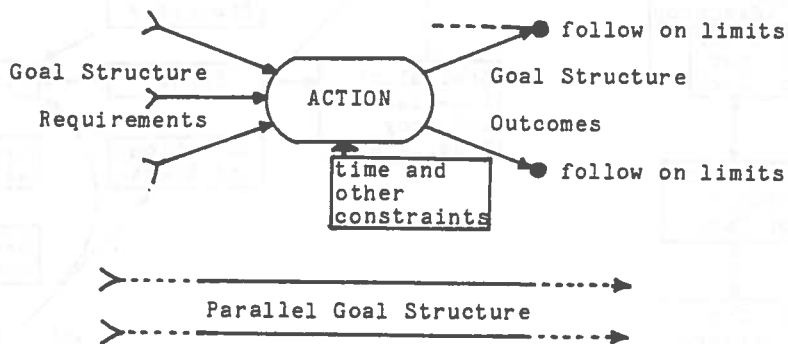 follow on limits
Goal Structure
Goal Structure
ACTION
Requirements
Outcomes
time and
other
constraints
follow on limits
Parallel Goal Structure